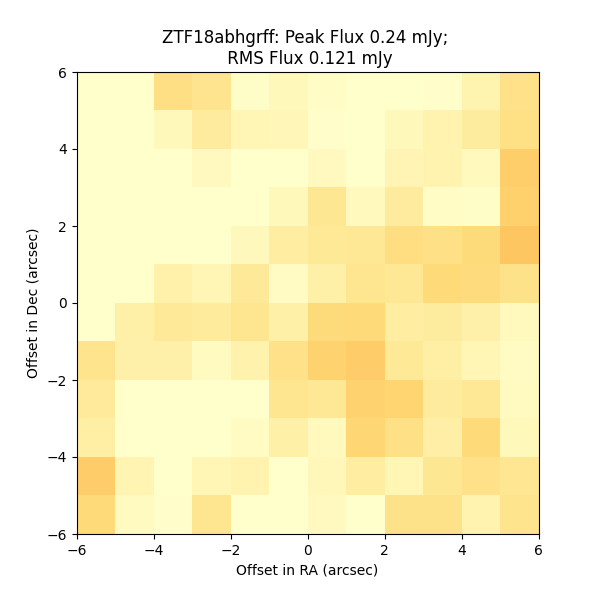 ZTF18abhgrff: Peak Flux 0.24 mJy;
RMS Flux 0.121 mJy
6
4
2
0
−2
−4
−6
Offset in Dec (arcsec)
−6 −4 −2 0 2 4 6
Offset in RA (arcsec)